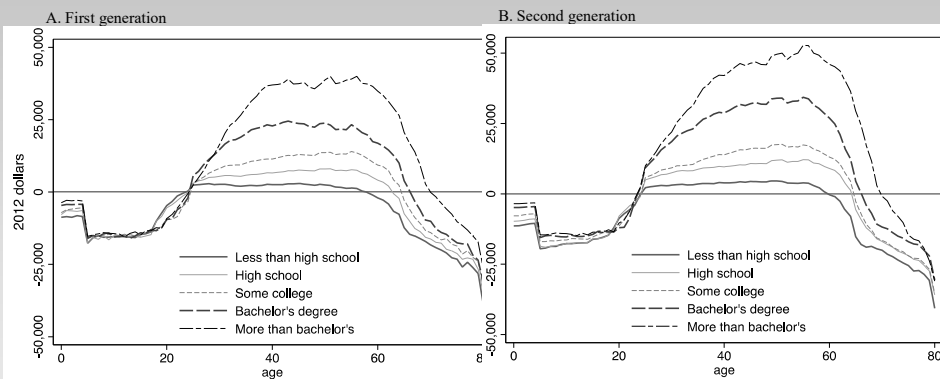 A. First generation
50,000
25,000
0
-25,000
-50,000
2012 dollars
Less than high school
High school
Some college
Bachelor's degree
More than bachelor's
0
20
40
60
8
age
B. Second generation
50,000
25,000
0
-25,000
-50,000
Less than high school
High school
Some college
Bachelor's degree
More than bachelor's
0
20
40
60
80
age